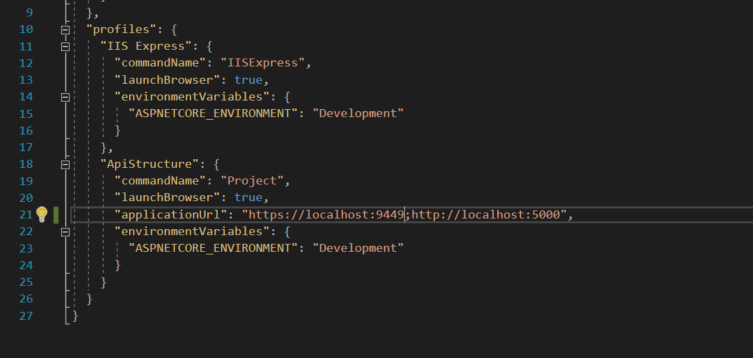 9 },
10 "profiles": {
11 "IIS Express": {
12 "commandName": "IISExpress",
13 "launchBrowser": true,
14 "environmentVariables": {
15 "ASPNETCORE_ENVIRONMENT": "Development"
16 }
17 },
18 "ApiStructure": {
19 "commandName": "Project",
20 "launchBrowser": true,
21 "applicationUrl": "https://localhost:9449;http://localhost:5000",
22 "environmentVariables": {
23 "ASPNETCORE_ENVIRONMENT": "Development"
24 }
25 }
26 }
27 }